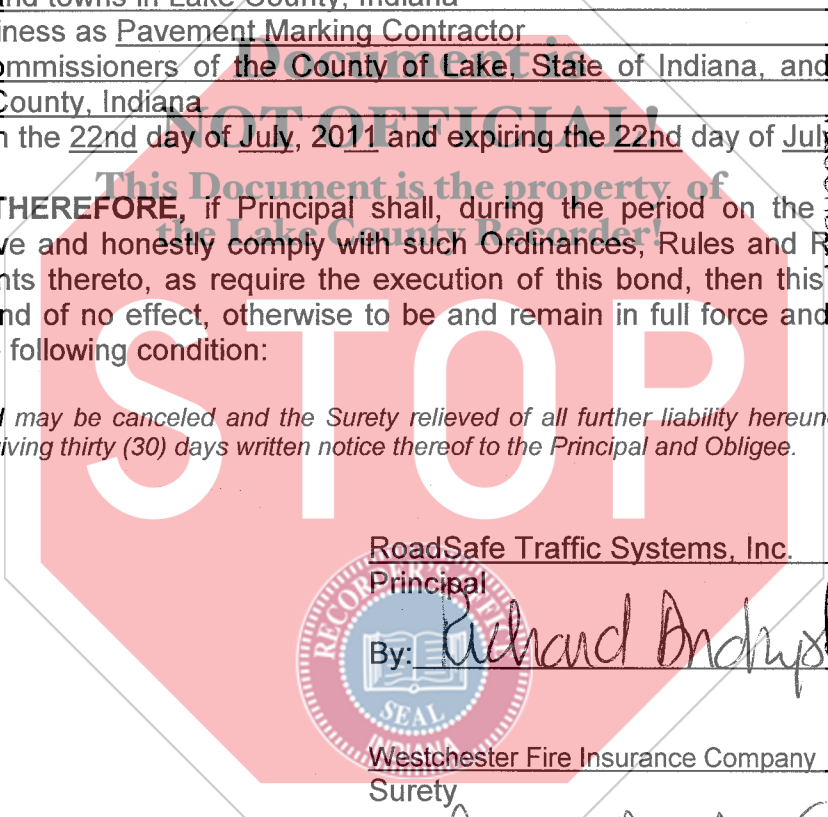 and towns in Lake County, Indiana
iness as Pavement Marking Contractor
Document is
ommissioners of the County of Lake, State of Indiana, and
County, Indiana
NOT OFFICIAL!
n the 22nd day of July, 2011 and expiring the 22nd day of July
This Document is the property of
THEREFORE, if Principal shall, during the period on the
the Lake County Recorder!
ve and honestly comply with such Ordinances, Rules and R
nts thereto, as require the execution of this bond, then this
nd of no effect, otherwise to be and remain in full force and
following condition:
STOP
may be canceled and the Surety relieved of all further liability hereun
iving thirty (30) days written notice thereof to the Principal and Obligee.
RoadSafe Traffic Systems, Inc.
Principal
By: Richard
RECORDER'S OFFICE
SEAL
INDIANA
Westchester Fire Insurance Company
Surety